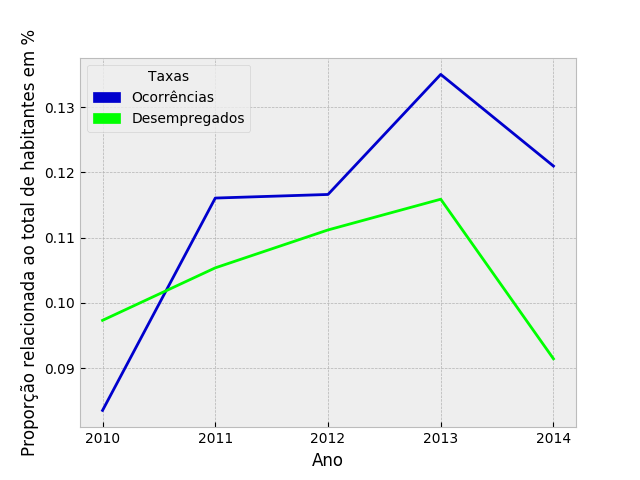 Proporção relacionada ao total de habitantes em %
Taxas
Ocorrências
Desempregados
0.13
0.12
0.11
0.10
0.09
2010 2011 2012 2013 2014
Ano